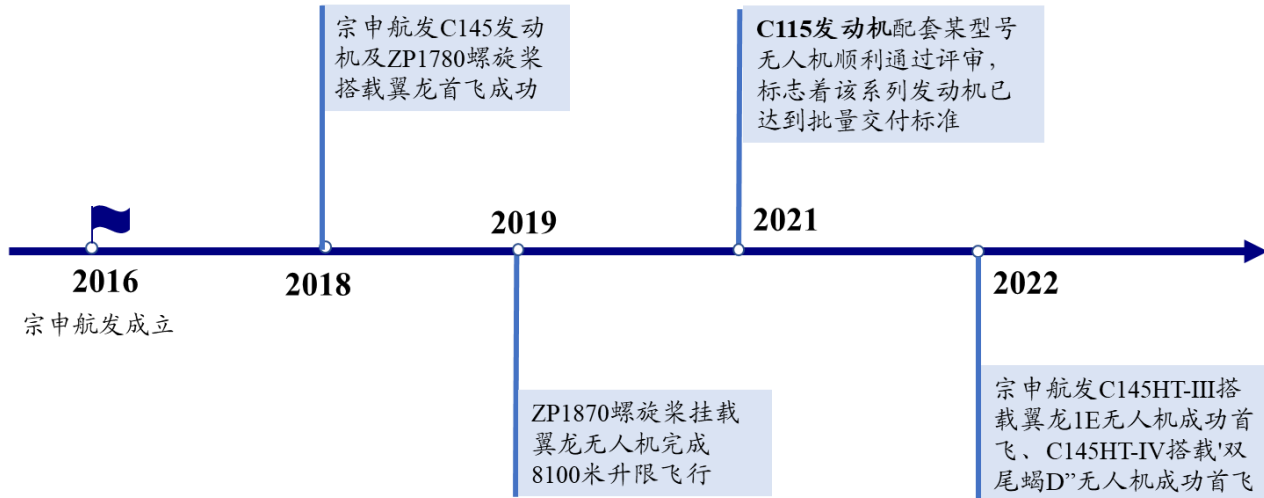 宗申航发C145发动
机及ZP1780螺旋桨
搭载翼龙首飞成功
C115发动机配套某型号
无人机顺利通过评审，
标志着该系列发动机已
达到批量交付标准
2016
宗申航发成立
2018
2019
2021
2022
ZP1870螺旋桨挂载
翼龙无人机完成
8100米升限飞行
宗申航发C145HT-III搭
载翼龙1E无人机成功首
飞、C145HT-IV搭载'双
尾蝎D”无人机成功首飞